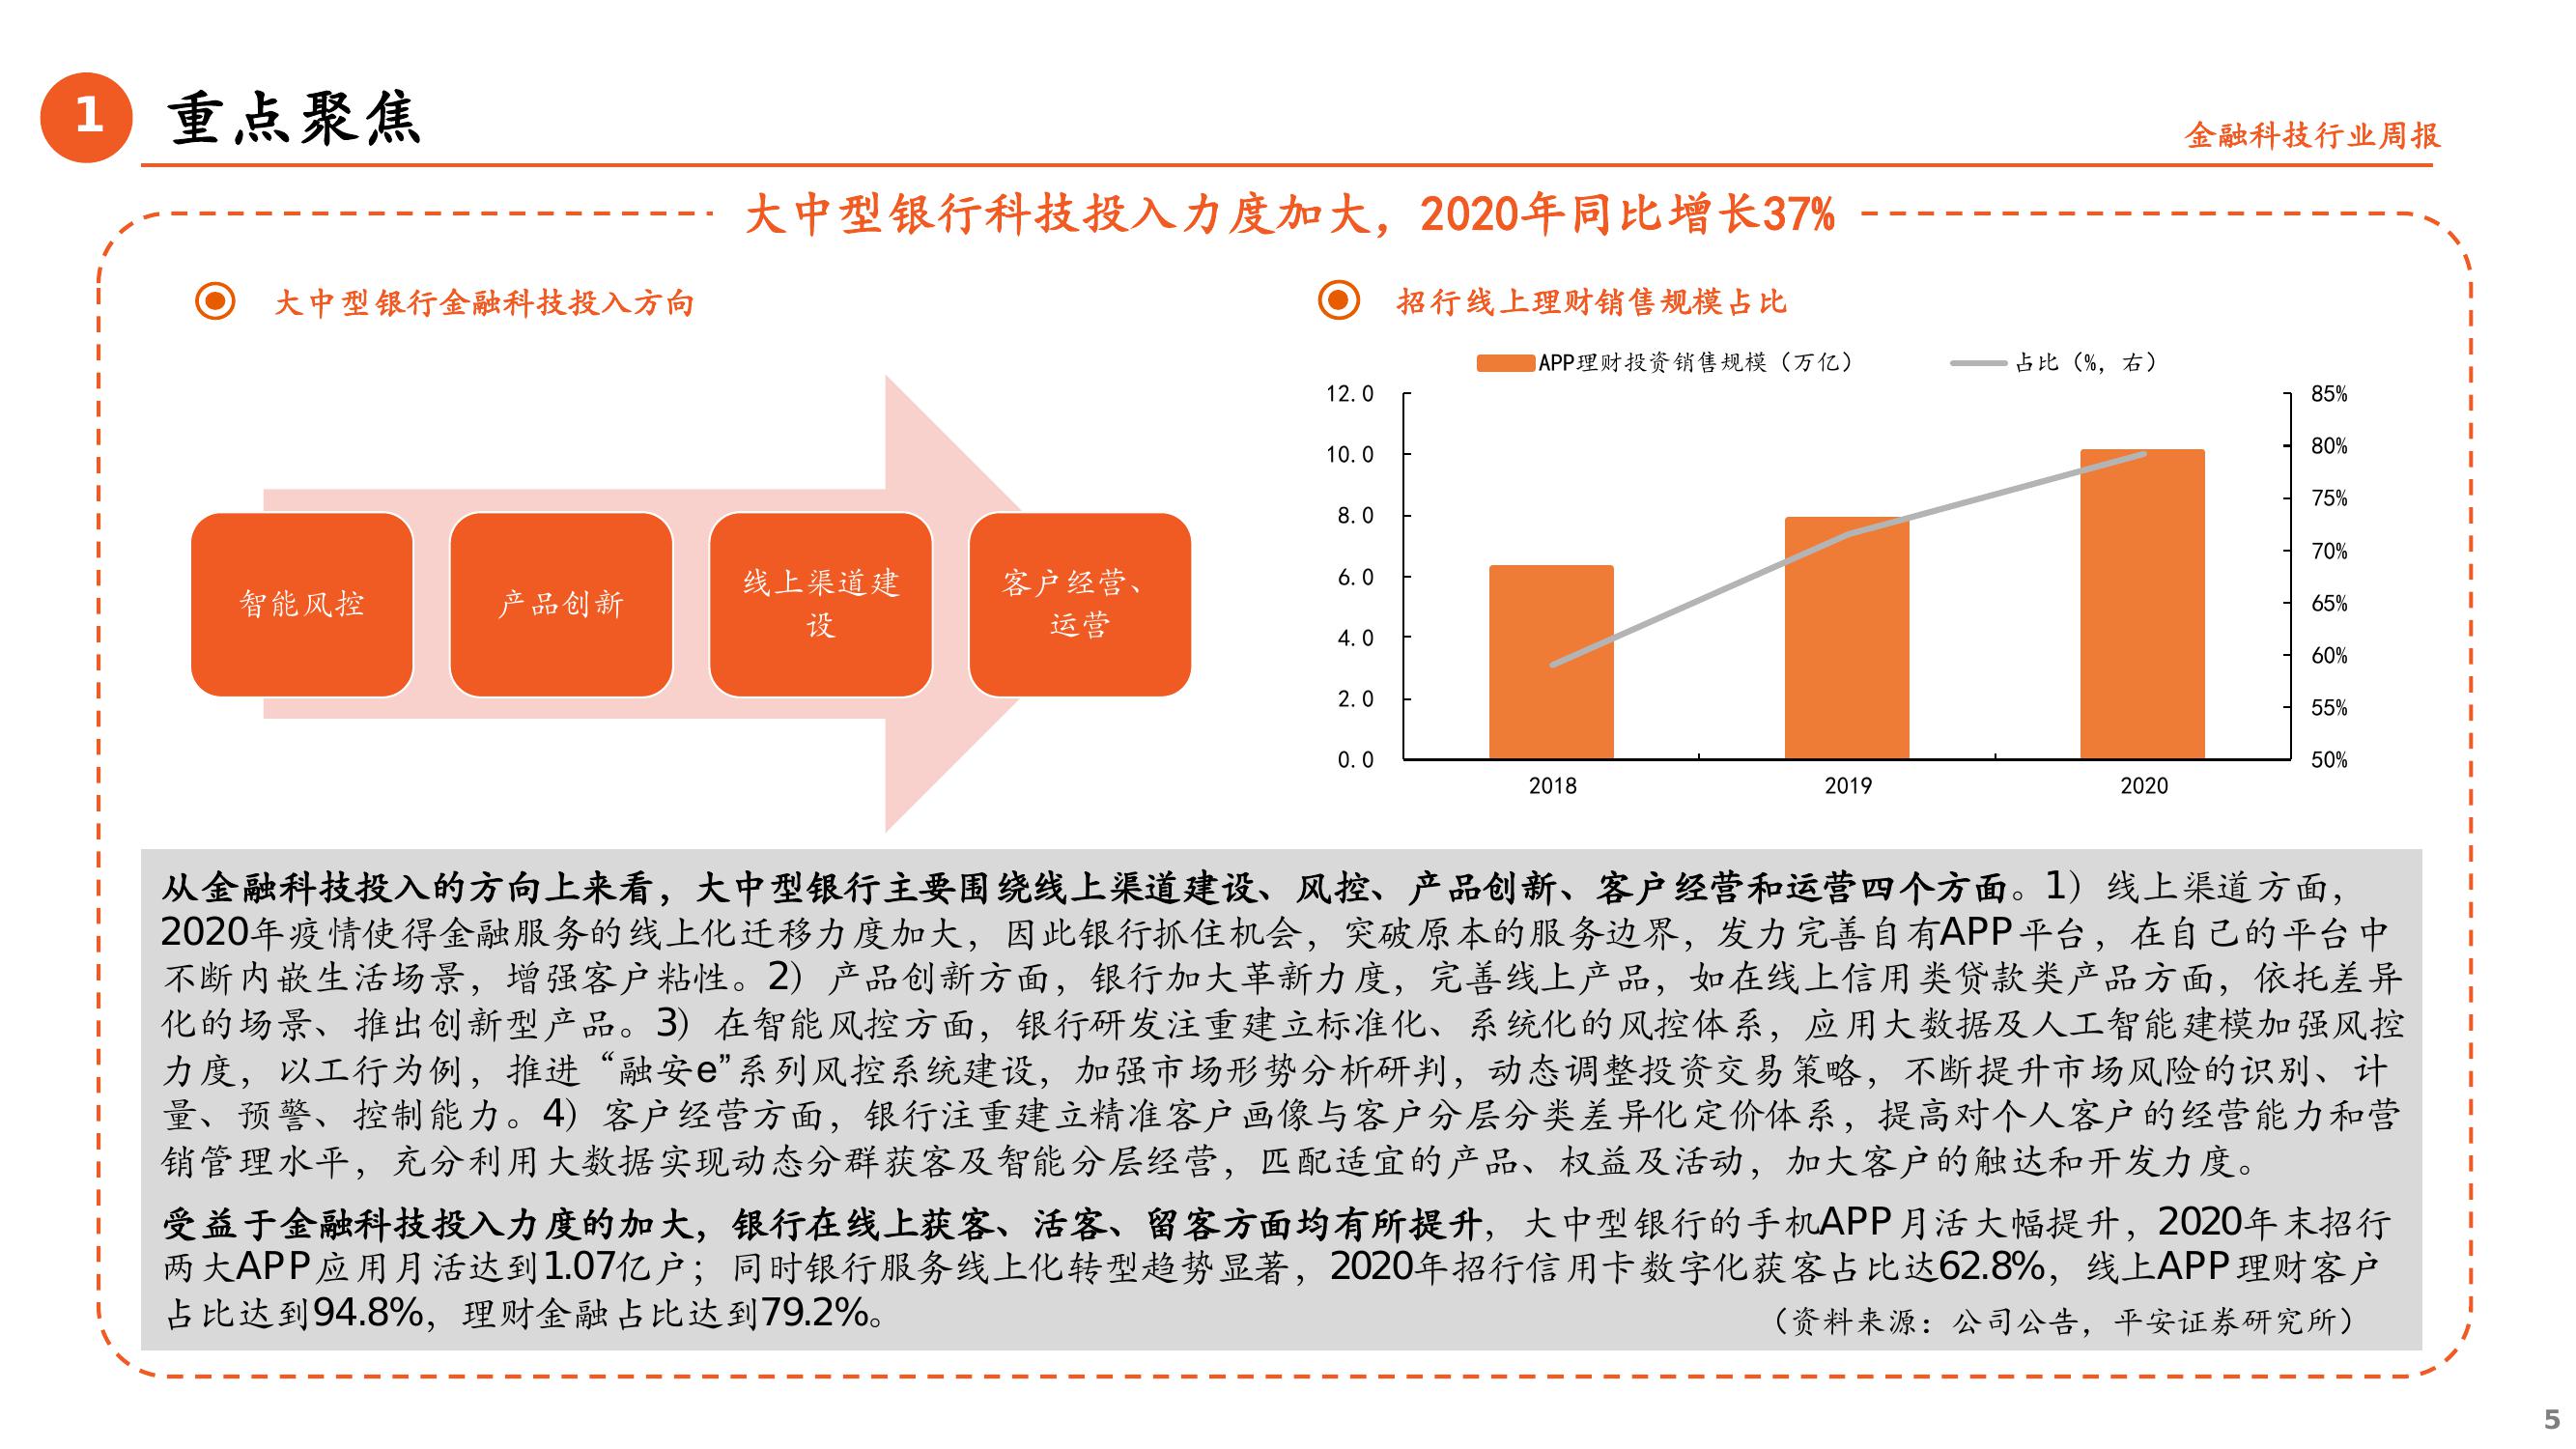 1
重点聚焦
金融科技行业周报
大中型银行科技投入力度加大，2020年同比增长37%
大中型银行金融科技投入方向
智能风控
产品创新
线上渠道建
设
客户经营、
运营
招行线上理财销售规模占比
APP理财投资销售规模（万亿）
占比（%，右）
12.0
10.0
8.0
6.0
4.0
2.0
0.0
85%
80%
75%
70%
65%
60%
55%
50%
2018
2019
2020
从金融科技投入的方向上来看，大中型银行主要围绕线上渠道建设、风控、产品创新、客户经营和运营四个方面。1）线上渠道方面，
2020年疫情使得金融服务的线上化迁移力度加大，因此银行抓住机会，突破原本的服务边界，发力完善自有APP平台，在自己的平台中
不断内嵌生活场景，增强客户粘性。2）产品创新方面，银行加大革新力度，完善线上产品，如在线上信用类贷款类产品方面，依托差异
化的场景、推出创新型产品。3）在智能风控方面，银行研发注重建立标准化、系统化的风控体系，应用大数据及人工智能建模加强风控
力度，以工行为例，推进“融安e”系列风控系统建设，加强市场形势分析研判，动态调整投资交易策略，不断提升市场风险的识别、计
量、预警、控制能力。4）客户经营方面，银行注重建立精准客户画像与客户分层分类差异化定价体系，提高对个人客户的经营能力和营
销管理水平，充分利用大数据实现动态分群获客及智能分层经营，匹配适宜的产品、权益及活动，加大客户的触达和开发力度。
受益于金融科技投入力度的加大，银行在线上获客、活客、留客方面均有所提升，大中型银行的手机APP月活大幅提升，2020年末招行
两大APP应用月活达到1.07亿户；同时银行服务线上化转型趋势显著，2020年招行信用卡数字化获客占比达62.8%，线上APP理财客户
占比达到94.8%，理财金融占比达到79.2%。
（资料来源：公司公告，平安证券研究所）
5